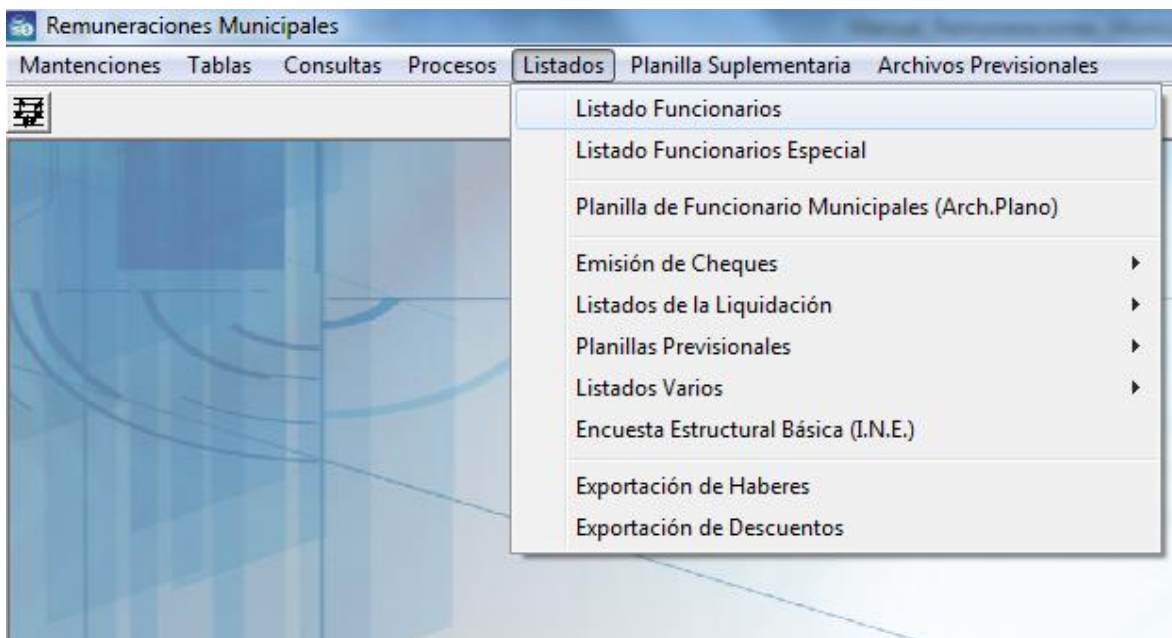 Remuneraciones Municipales
Mantenciones Tablas Consultas Procesos Listados Planilla Suplementaria Archivos Previsionales
Listado Funcionarios
Listado Funcionarios Especial
Planilla de Funcionario Municipales (Arch.Plano)
Emisión de Cheques
Listados de la Liquidación
Planillas Previsionales
Listados Varios
Encuesta Estructural Básica (I.N.E.)
Exportación de Haberes
Exportación de Descuentos